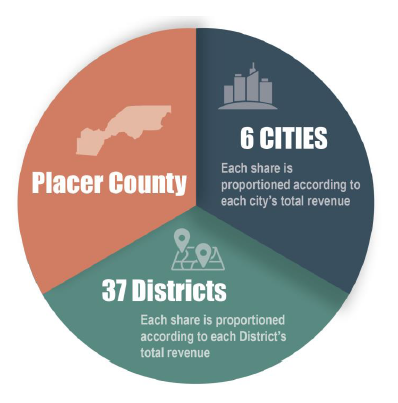 6 CITIES
Each share is
proportioned according to
each city's total revenue
Placer County
37 Districts
Each share is proportioned
according to each District's
total revenue